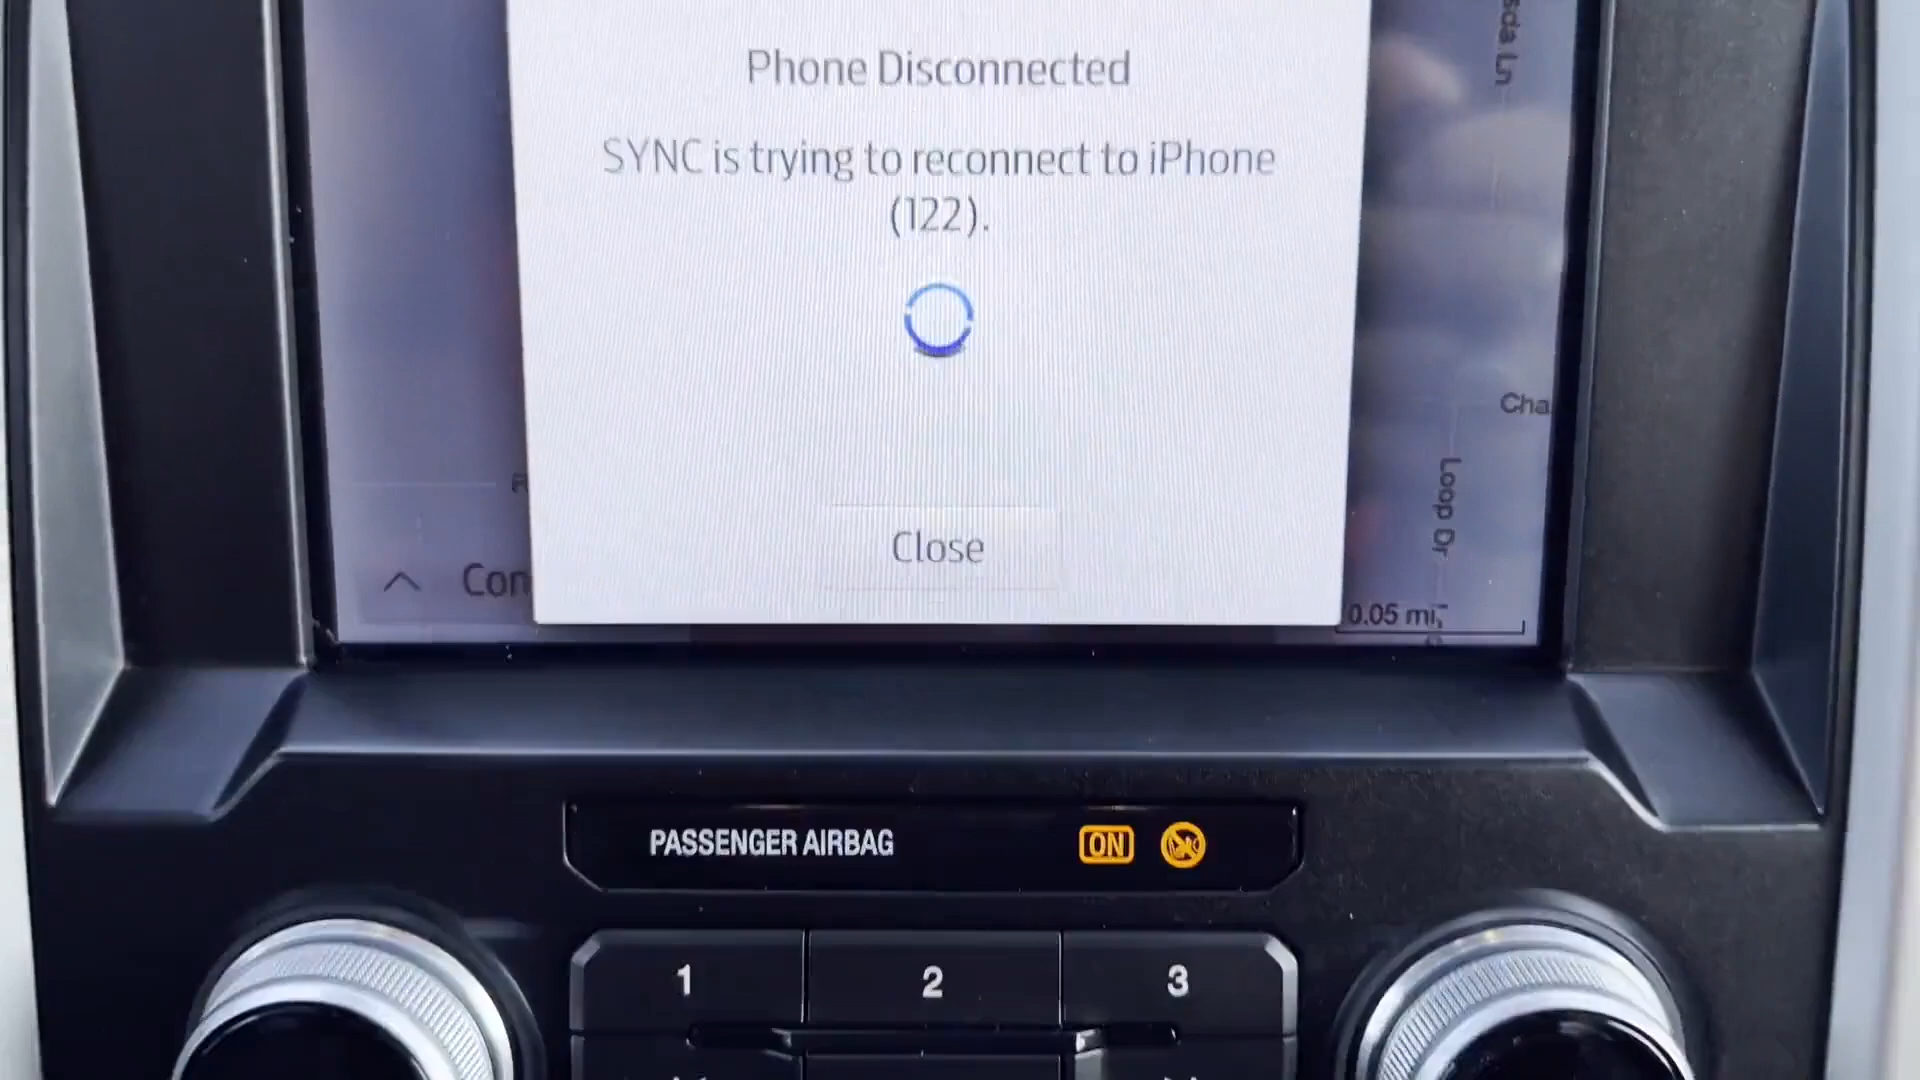 Phone Disconnected
SYNC is trying to reconnect to iPhone
(122).
Close
Loop Dr
0.05 mi
PASSENGER AIRBAG
ON
1
2
3